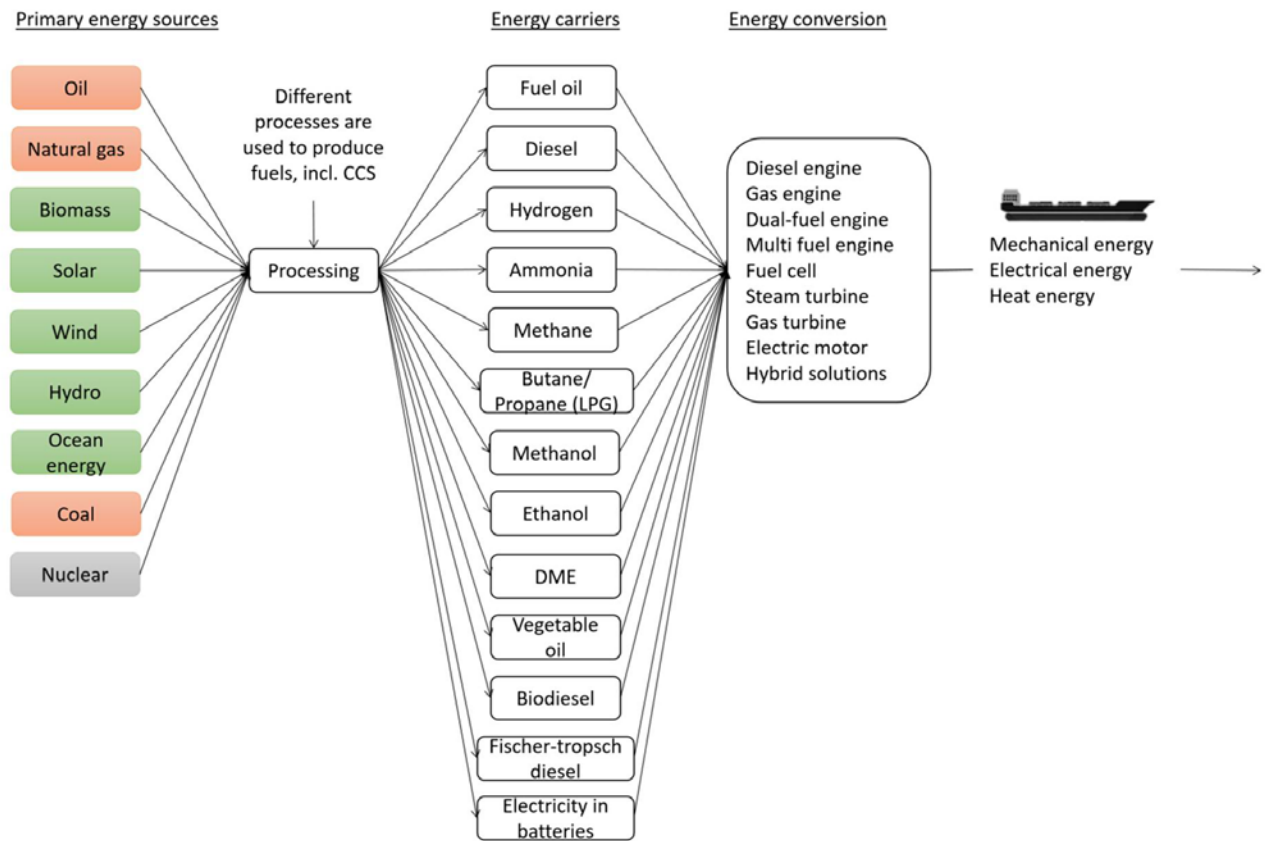 Primary energy sources
Energy carriers
Energy conversion
Oil
Natural gas
Biomass
Solar
Wind
Hydro
Ocean
energy
Coal
Nuclear
Different
processes are
used to produce
fuels, incl. CCS
Processing
Fuel oil
Diesel
Hydrogen
Ammonia
Methane
Butane/
Propane (LPG)
Methanol
Ethanol
DME
Vegetable
oil
Biodiesel
Fischer-tropsch
diesel
Electricity in
batteries
Diesel engine
Gas engine
Dual-fuel engine
Multi fuel engine
Fuel cell
Steam turbine
Gas turbine
Electric motor
Hybrid solutions
Mechanical energy
Electrical energy
Heat energy